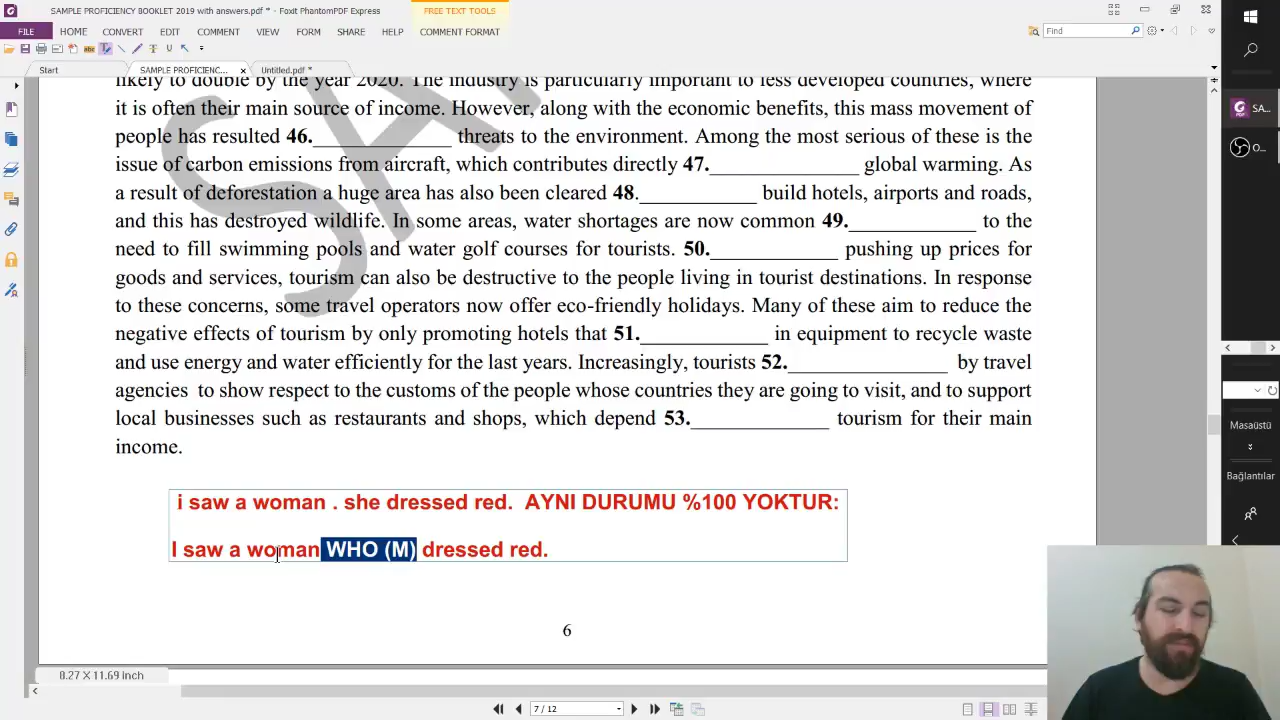 SAMPLE PROFICIENCY BOOKLET 2019 with answers.pdf * - Foxit PhantomPDF Express
FREE TEXT TOOLS
FILE HOME CONVERT EDIT COMMENT VIEW FORM SHARE HELP COMMENT FORMAT
Find
Start SAMPLE PROFICIENC... Untitled.pdf *
likely to double by the year 2020. The industry is particularly important to less developed countries, where
it is often their main source of income. However, along with the economic benefits, this mass movement of
people has resulted 46._____________ threats to the environment. Among the most serious of these is the
issue of carbon emissions from aircraft, which contributes directly 47.______________ global warming. As
a result of deforestation a huge area has also been cleared 48.___________ build hotels, airports and roads,
and this has destroyed wildlife. In some areas, water shortages are now common 49.____________ to the
need to fill swimming pools and water golf courses for tourists. 50.____________ pushing up prices for
goods and services, tourism can also be destructive to the people living in tourist destinations. In response
to these concerns, some travel operators now offer eco-friendly holidays. Many of these aim to reduce the
negative effects of tourism by only promoting hotels that 51.____________ in equipment to recycle waste
and use energy and water efficiently for the last years. Increasingly, tourists 52._______________ by travel
agencies to show respect to the customs of the people whose countries they are going to visit, and to support
local businesses such as restaurants and shops, which depend 53._____________ tourism for their main
income.
i saw a woman . she dressed red. AYNI DURUMU %100 YOKTUR:
I saw a woman WHO (M) dressed red.
6
8.27 X 11.69 inch
7 / 12
SA...
O...
Masaüstü
Bağlantılar